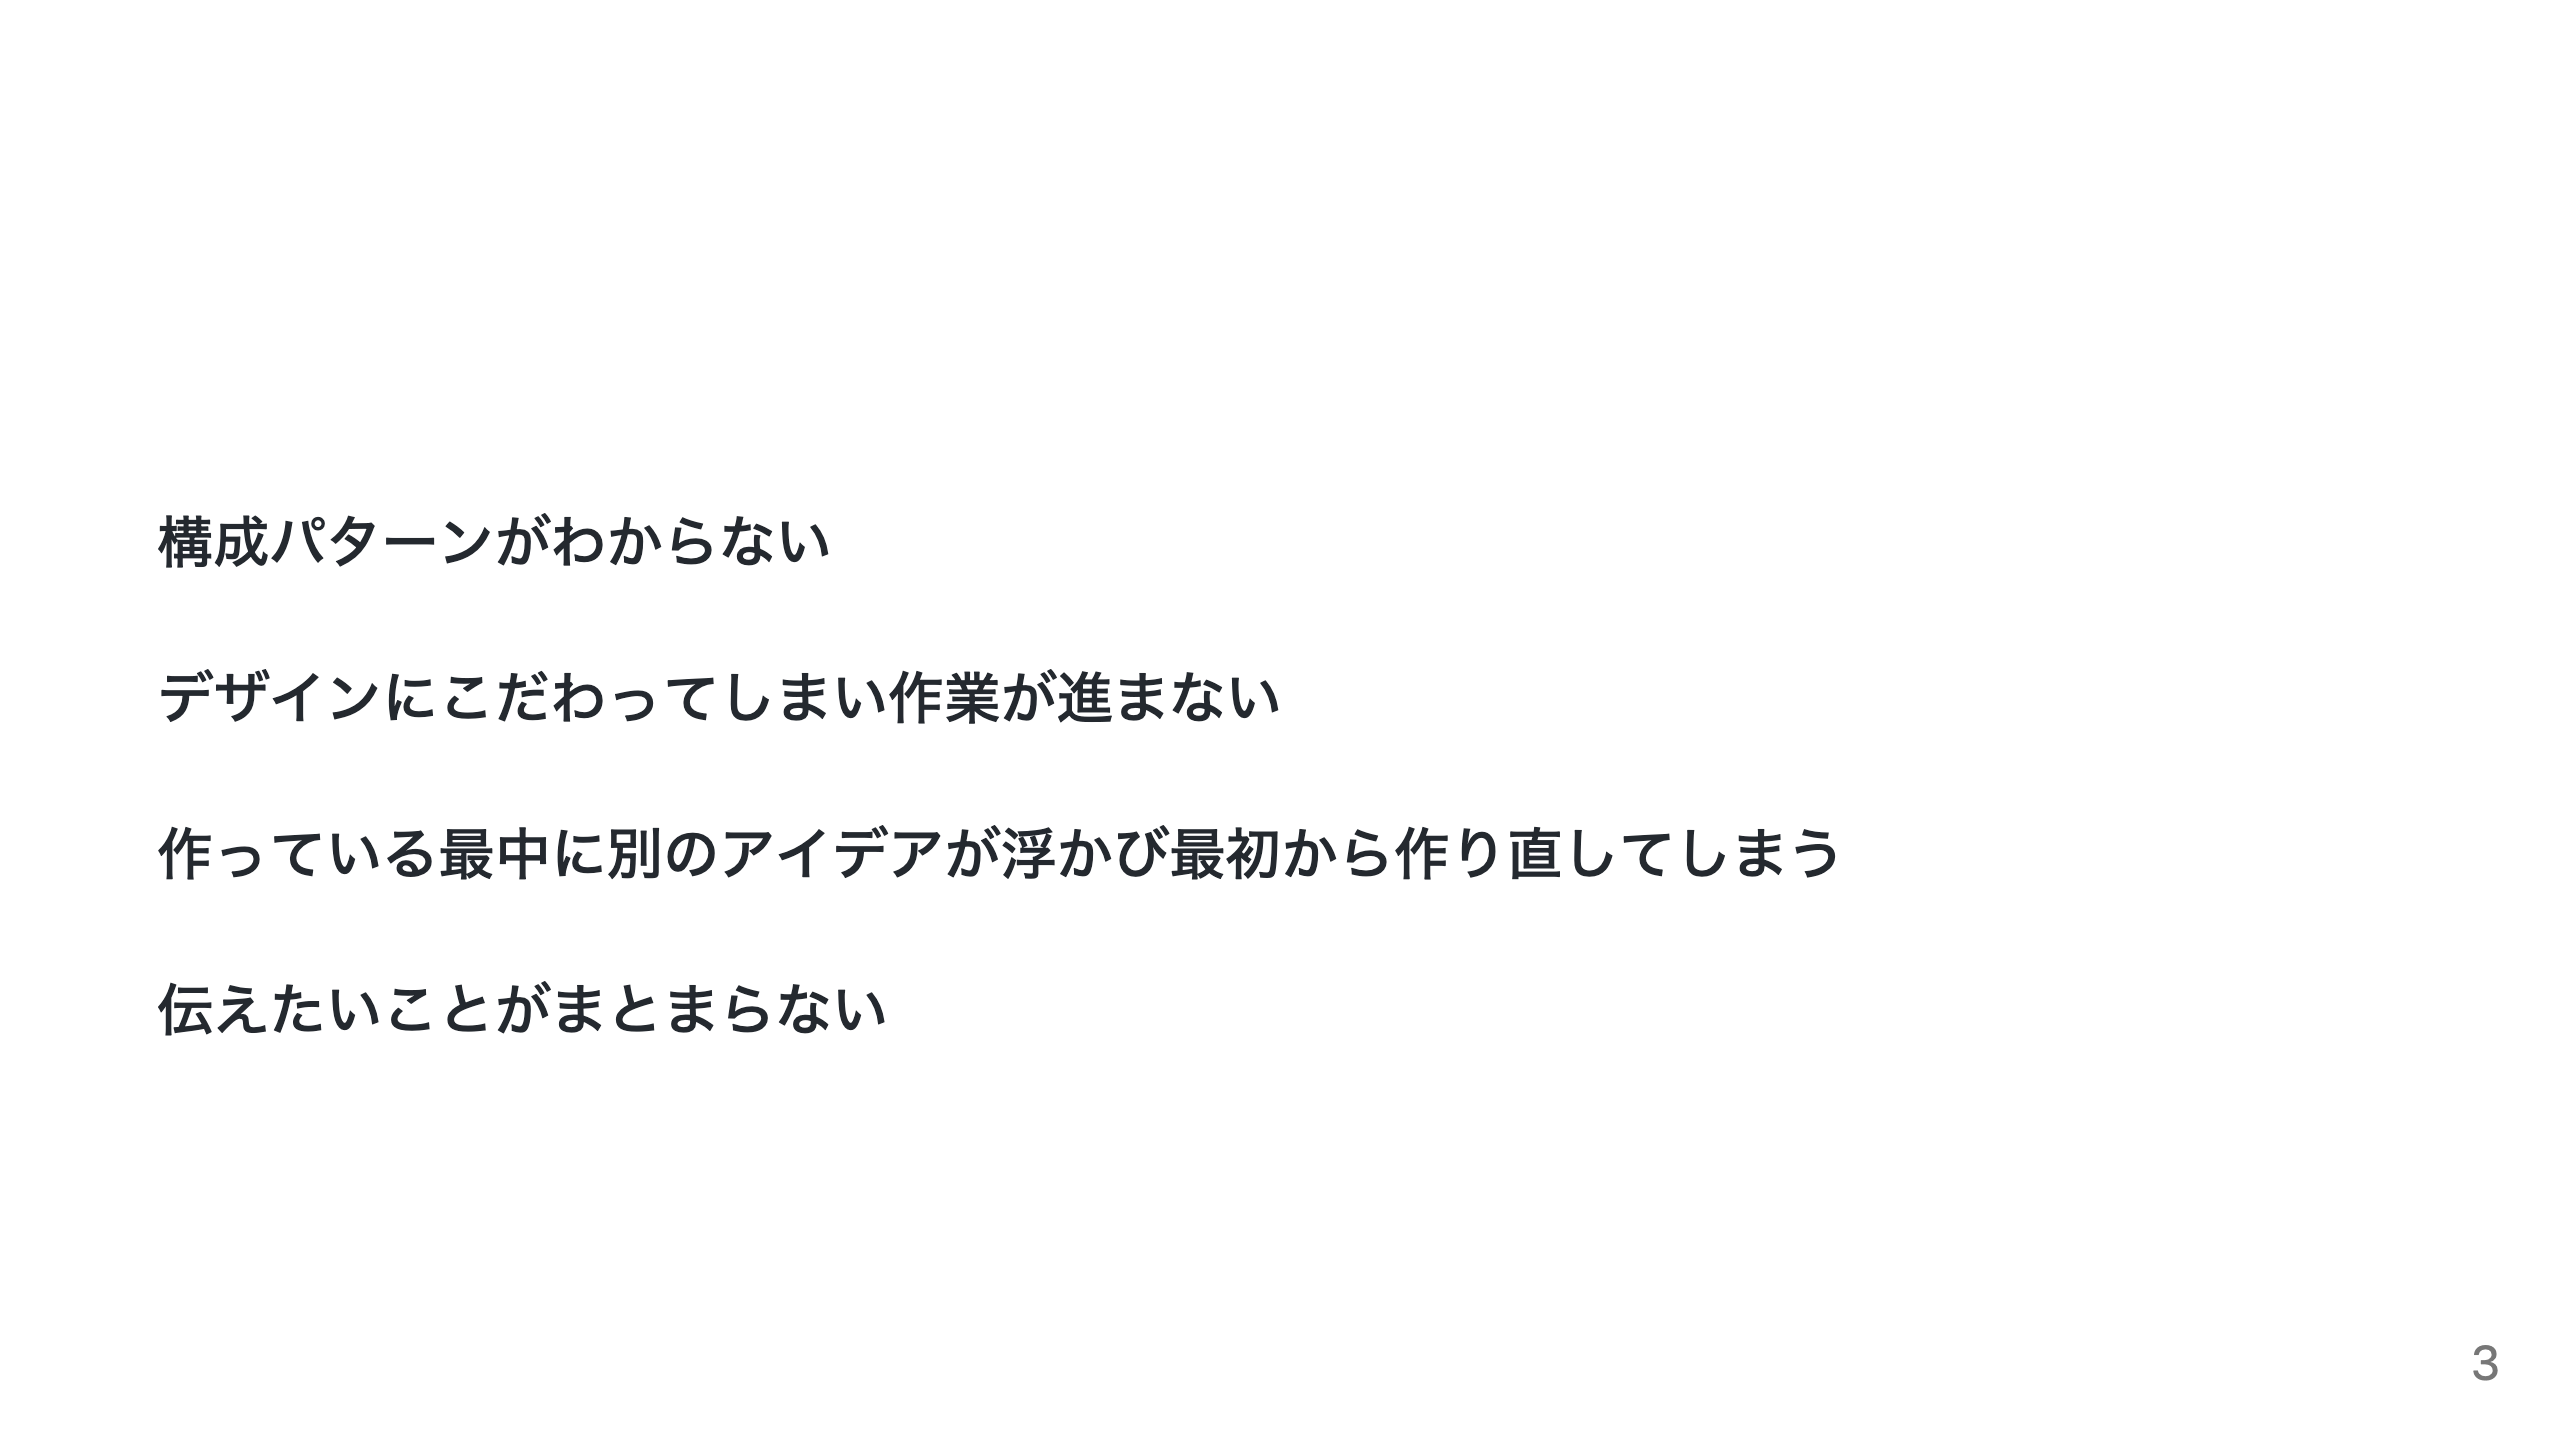 構成パターンがわからない
デザインにこだわってしまい作業が進まない
作っている最中に別のアイデアが浮かび最初から作り直してしまう
伝えたいことがまとまらない
3